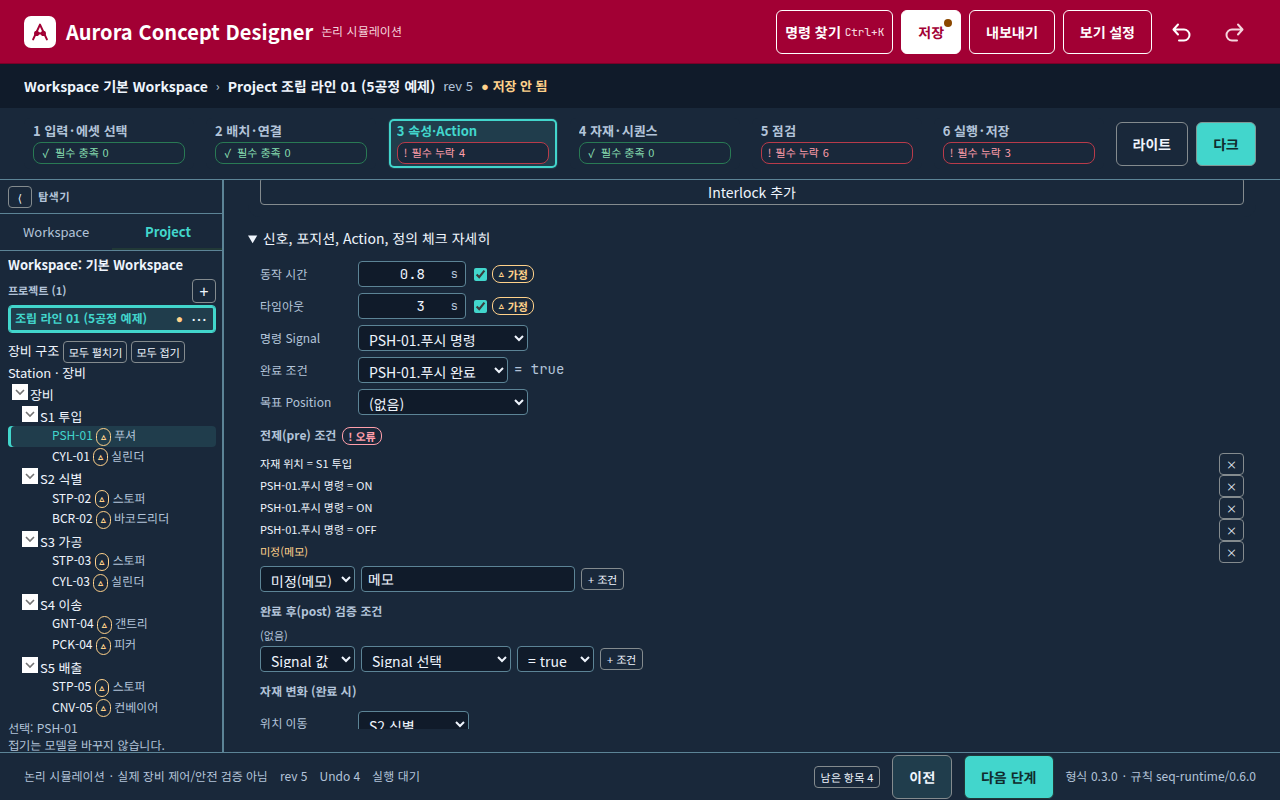 Aurora Concept Designer 논리 시뮬레이션 명령 찾기 Ctrl+K 저장 내보내기 보기 설정
Workspace 기본 Workspace › Project 조립 라인 01 (5공정 예제) rev 5 ● 저장 안 됨
1 입력·에셋 선택 2 배치·연결 3 속성·Action 4 자재·시퀀스 5 점검 6 실행·저장
✓ 필수 충족 0 ✓ 필수 충족 0 ! 필수 누락 4 ✓ 필수 충족 0 ! 필수 누락 6 ! 필수 누락 3
라이트 다크
⟨ 탐색기
Workspace Project
Workspace: 기본 Workspace
프로젝트 (1) +
조립 라인 01 (5공정 예제) ● ···
장비 구조 모두 펼치기 모두 접기
Station · 장비
장비
S1 투입
PSH-01 △ 푸셔
CYL-01 △ 실린더
S2 식별
STP-02 △ 스토퍼
BCR-02 △ 바코드리더
S3 가공
STP-03 △ 스토퍼
CYL-03 △ 실린더
S4 이송
GNT-04 △ 갠트리
PCK-04 △ 피커
S5 배출
STP-05 △ 스토퍼
CNV-05 △ 컨베이어
선택: PSH-01
접기는 모델을 바꾸지 않습니다.
Interlock 추가
▼ 신호, 포지션, Action, 정의 체크 자세히
동작 시간 0.8 s △ 가정
타임아웃 3 s △ 가정
명령 Signal PSH-01.푸시 명령
완료 조건 PSH-01.푸시 완료 = true
목표 Position (없음)
전제(pre) 조건 ! 오류
자재 위치 = S1 투입 ×
PSH-01.푸시 명령 = ON ×
PSH-01.푸시 명령 = ON ×
PSH-01.푸시 명령 = OFF ×
미정(메모) ×
미정(메모) 메모 + 조건
완료 후(post) 검증 조건
(없음)
Signal 값 Signal 선택 = true + 조건
자재 변화 (완료 시)
위치 이동 S2 식별
논리 시뮬레이션 · 실제 장비 제어/안전 검증 아님 rev 5 Undo 4 실행 대기 남은 항목 4 이전 다음 단계 형식 0.3.0 · 규칙 seq-runtime/0.6.0